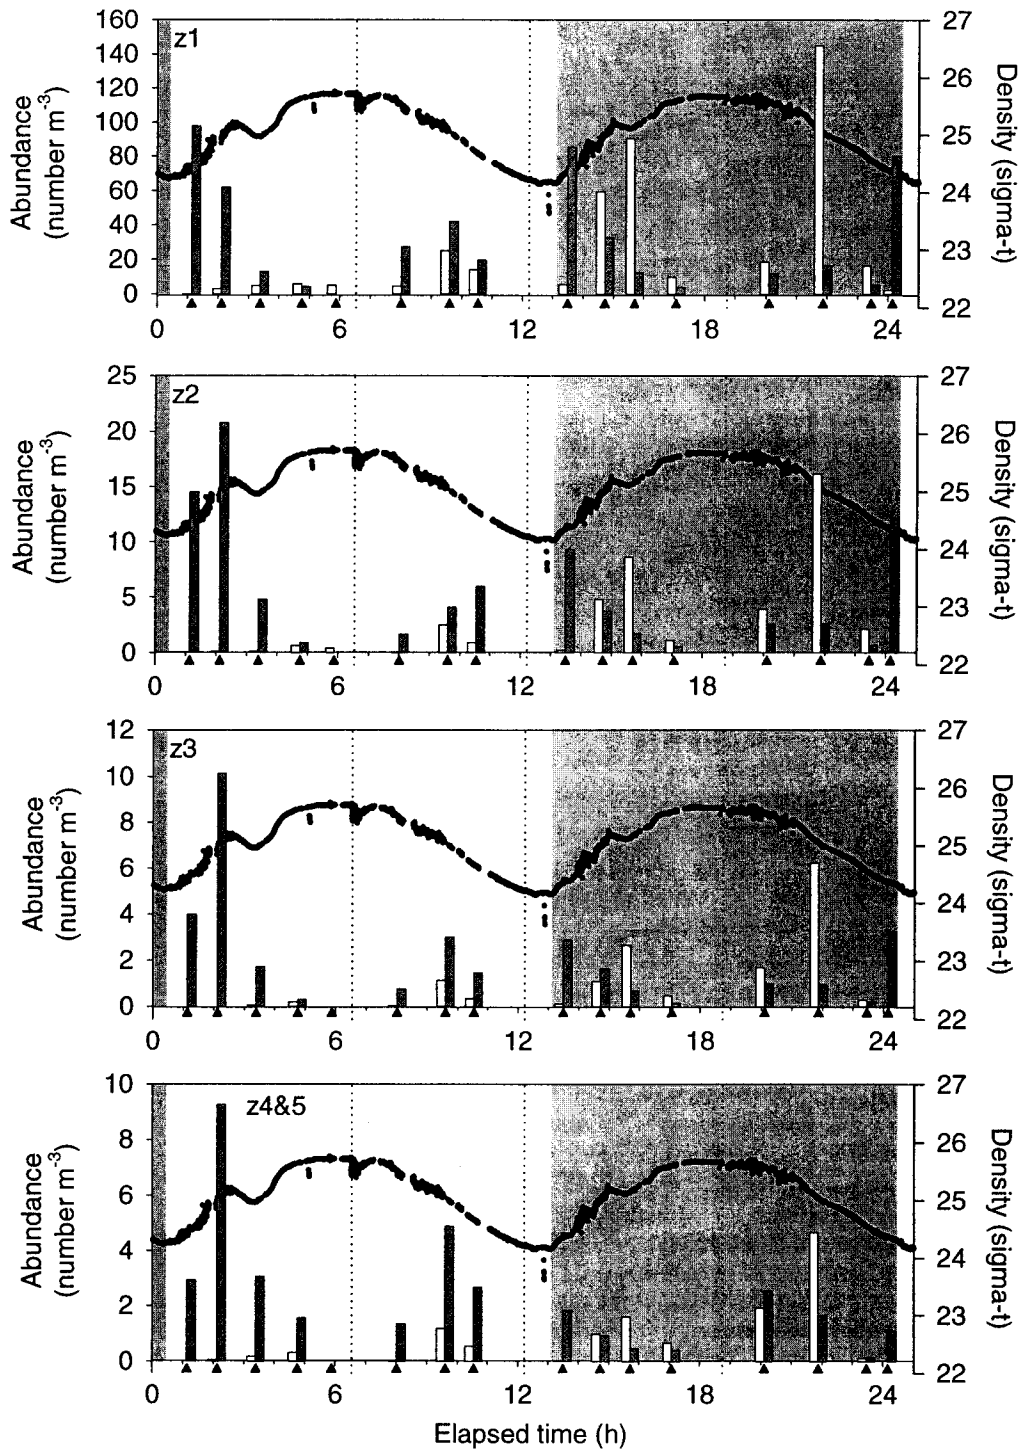 z1
160
140
120
100
80
60
40
20
0
Abundance
(number m-3)
27
26
25
24
23
22
Density (sigma-t)
0 6 12 18 24
z2
25
20
15
10
5
0
Abundance
(number m-3)
27
26
25
24
23
22
Density (sigma-t)
0 6 12 18 24
z3
12
10
8
6
4
2
0
Abundance
(number m-3)
27
26
25
24
23
22
Density (sigma-t)
0 6 12 18 24
z4&5
10
8
6
4
2
0
Abundance
(number m-3)
27
26
25
24
23
22
Density (sigma-t)
0 6 12 18 24
Elapsed time (h)